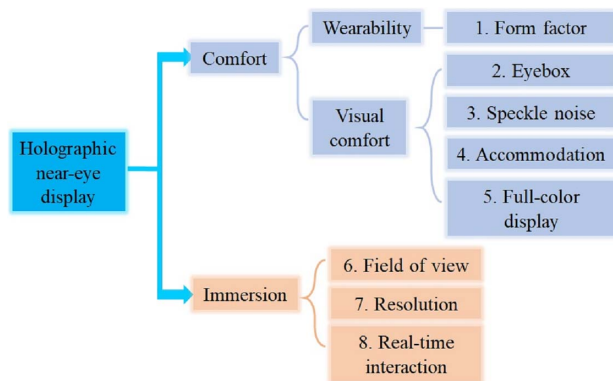 Holographic
near-eye
display
Comfort
Wearability
1. Form factor
Visual
comfort
2. Eyebox
3. Speckle noise
4. Accommodation
5. Full-color
display
Immersion
6. Field of view
7. Resolution
8. Real-time
interaction